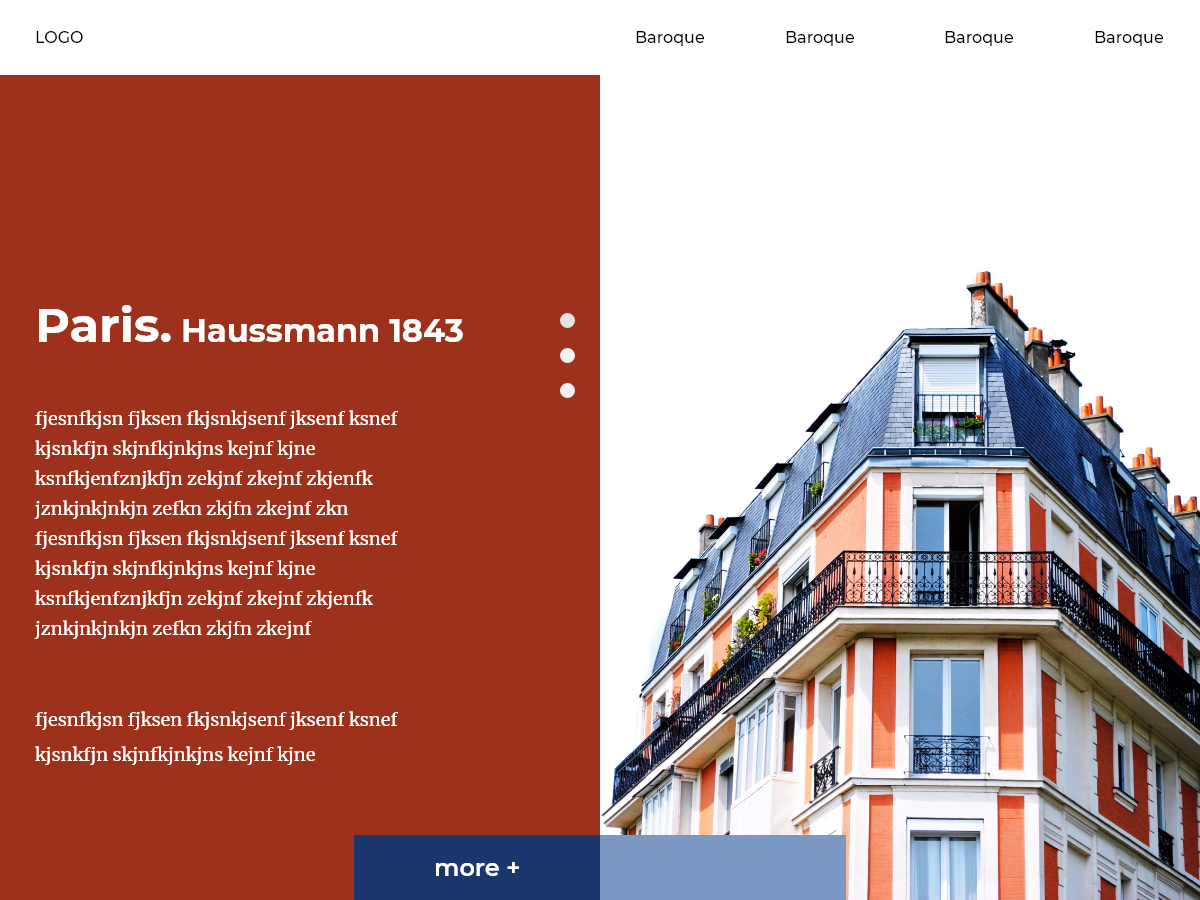 LOGO
Baroque
Baroque
Baroque
Baroque
Paris. Haussmann 1843
fjesnfkjsn fjksen fkjsnkjsenf jksenf ksnef
kjsnkfjn skjnfkjnkjns kejnf kjne
ksnfkjenfznjkfjn zekjnf zkejnf zkjenfk
jznkjnkjnkjn zefkn zkjfn zkejnf zkn
fjesnfkjsn fjksen fkjsnkjsenf jksenf ksnef
kjsnkfjn skjnfkjnkjns kejnf kjne
ksnfkjenfznjkfjn zekjnf zkejnf zkjenfk
jznkjnkjnkjn zefkn zkjfn zkejnf
fjesnfkjsn fjksen fkjsnkjsenf jksenf ksnef
kjsnkfjn skjnfkjnkjns kejnf kjne
more +